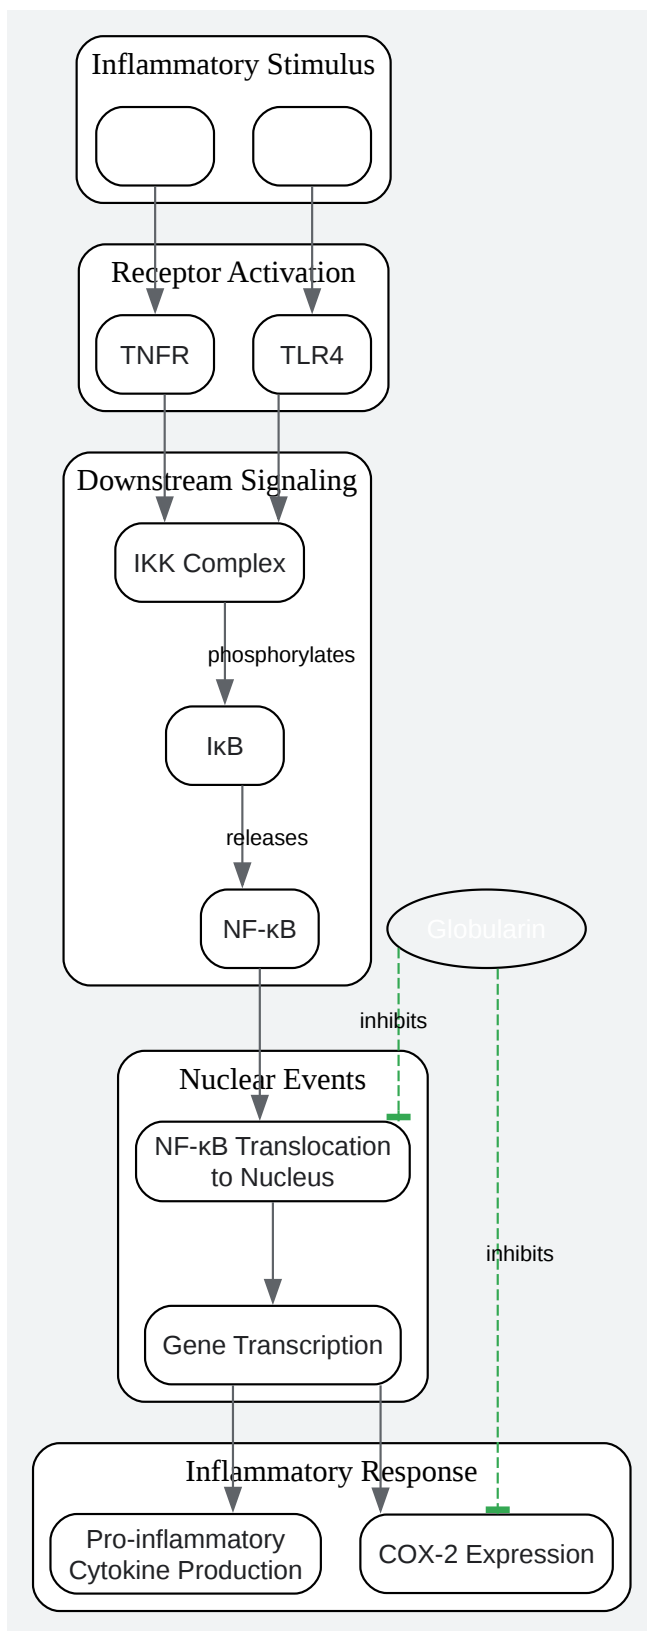 Inflammatory Stimulus
Receptor Activation
TNFR
TLR4
Downstream Signaling
IKK Complex
phosphorylates
IκB
releases
NF-κB
Globularin
inhibits
Nuclear Events
NF-κB Translocation
to Nucleus
inhibits
Gene Transcription
Inflammatory Response
Pro-inflammatory
Cytokine Production
COX-2 Expression